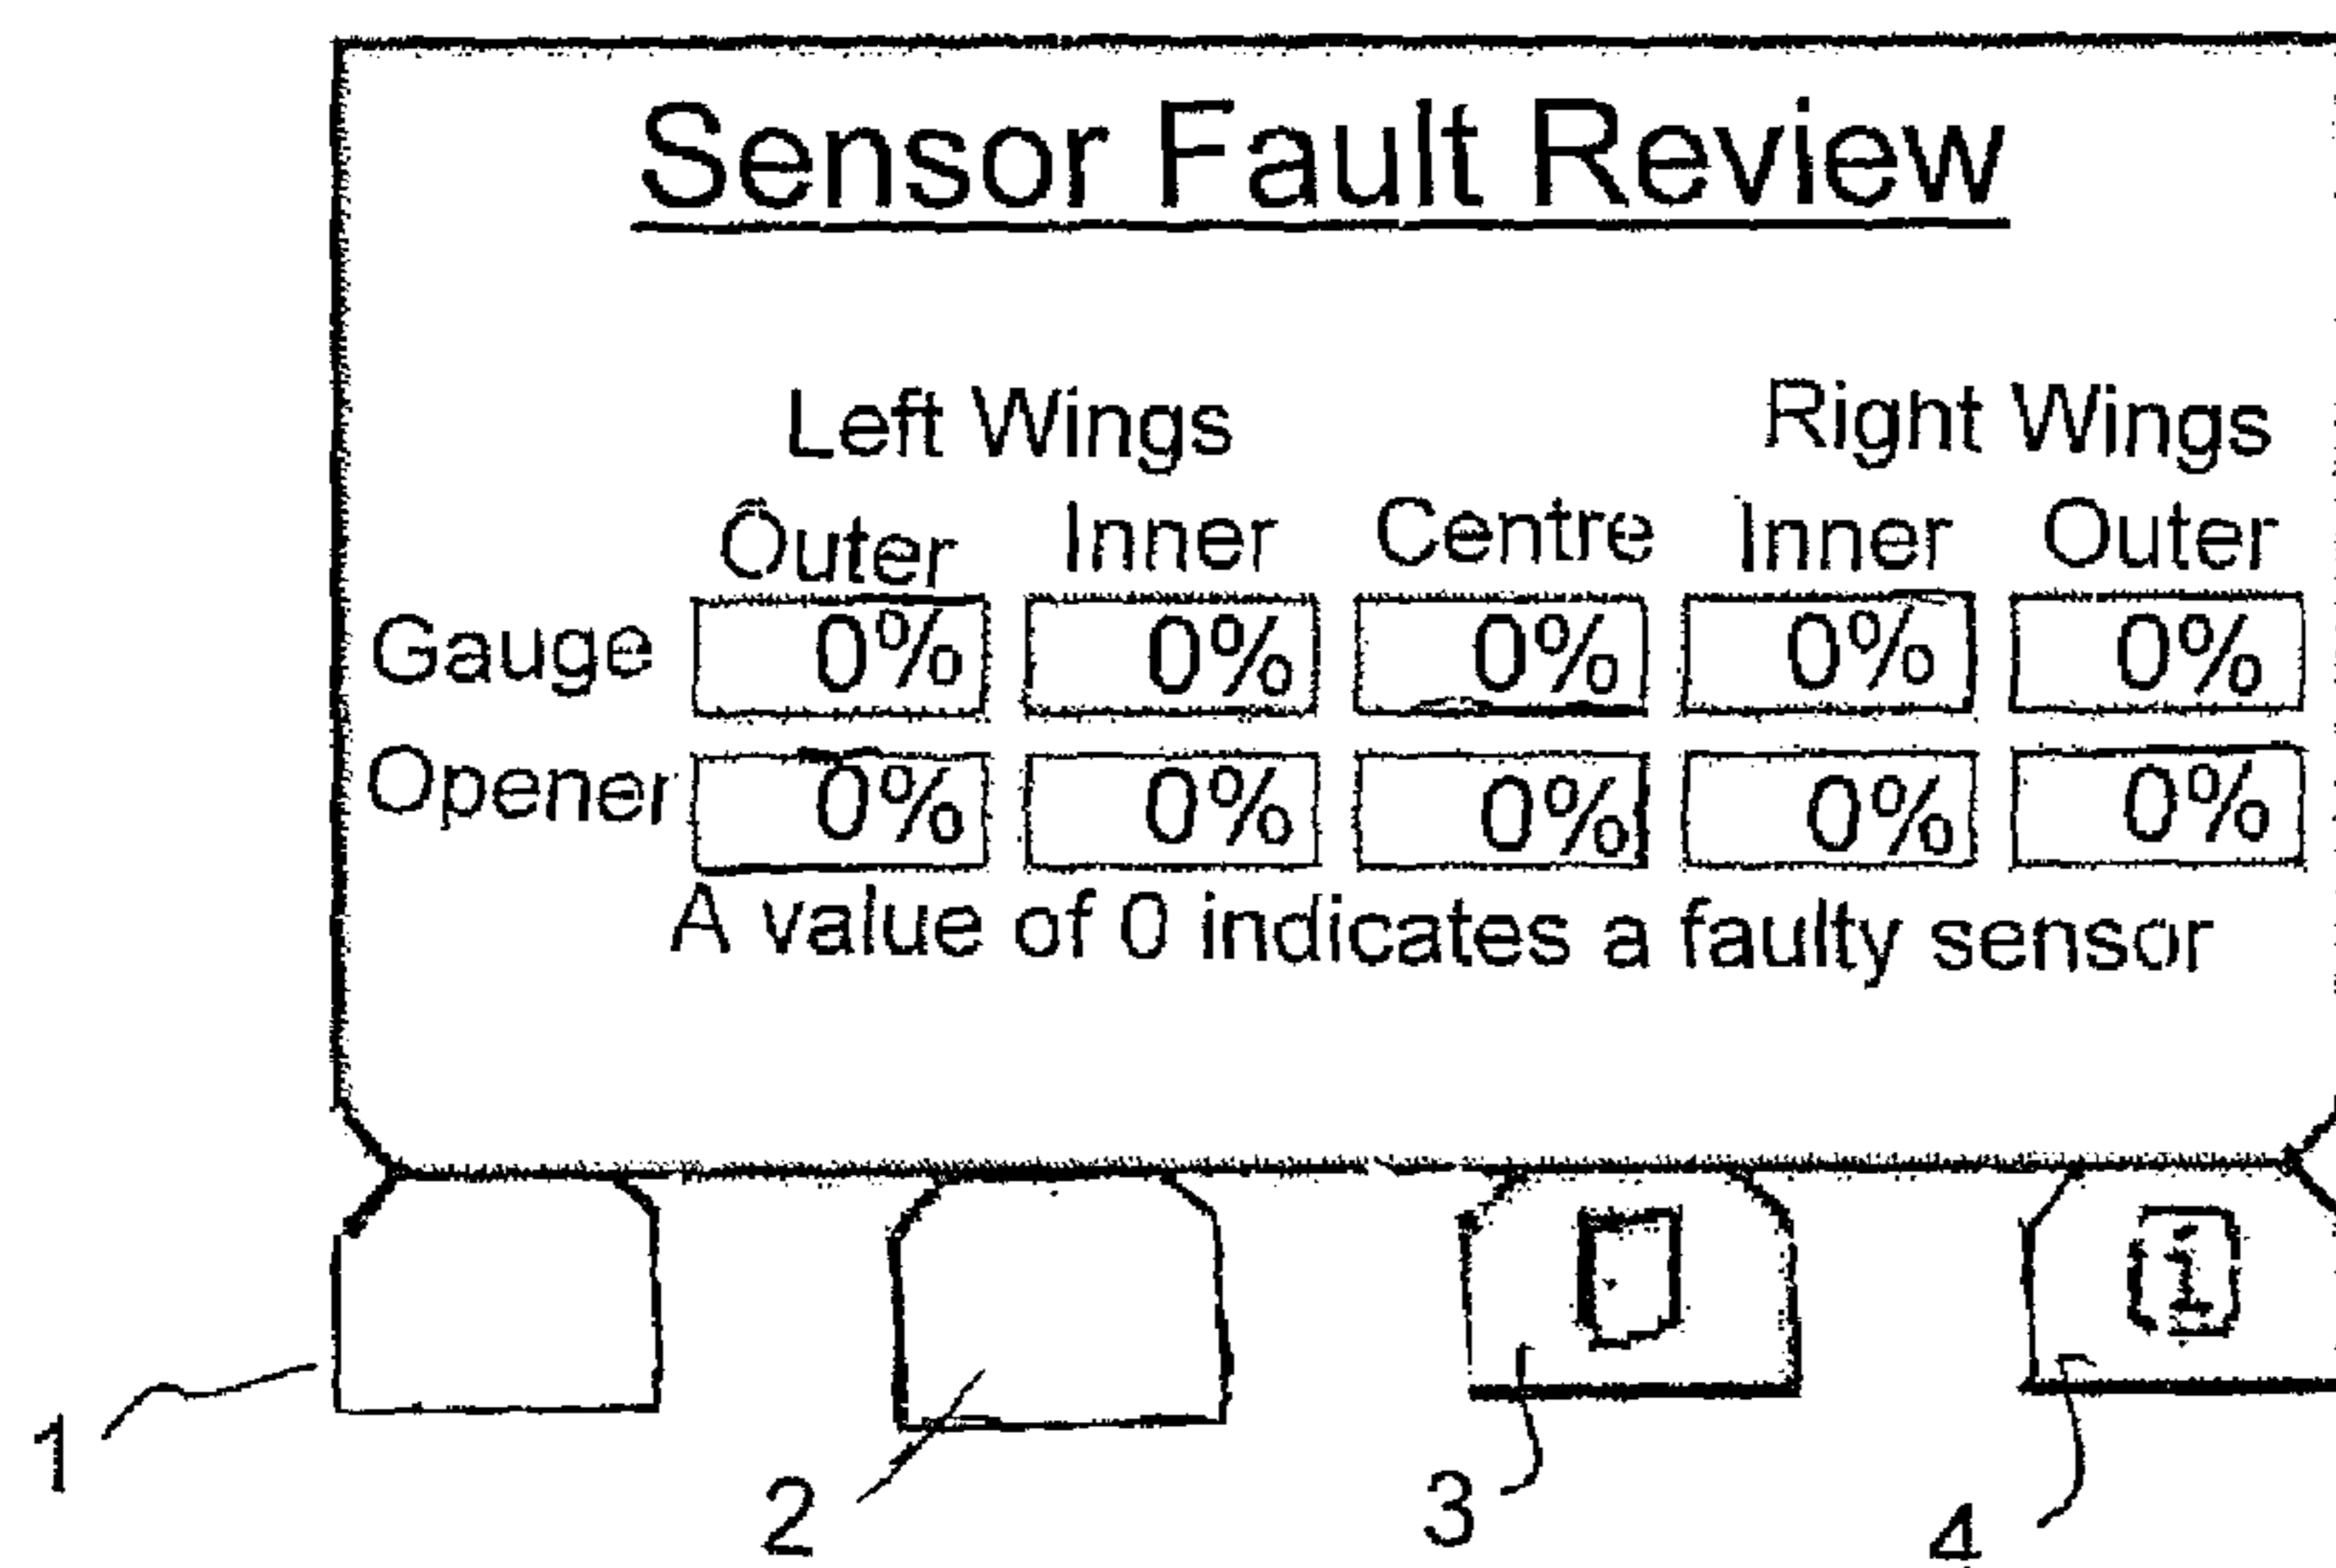 Sensor Fault Review
Left Wings Right Wings
Outer Inner Centre Inner Outer
Gauge 0% 0% 0% 0% 0%
Opener 0% 0% 0% 0% 0%
A value of 0 indicates a faulty sensor
i
1 2 3 4